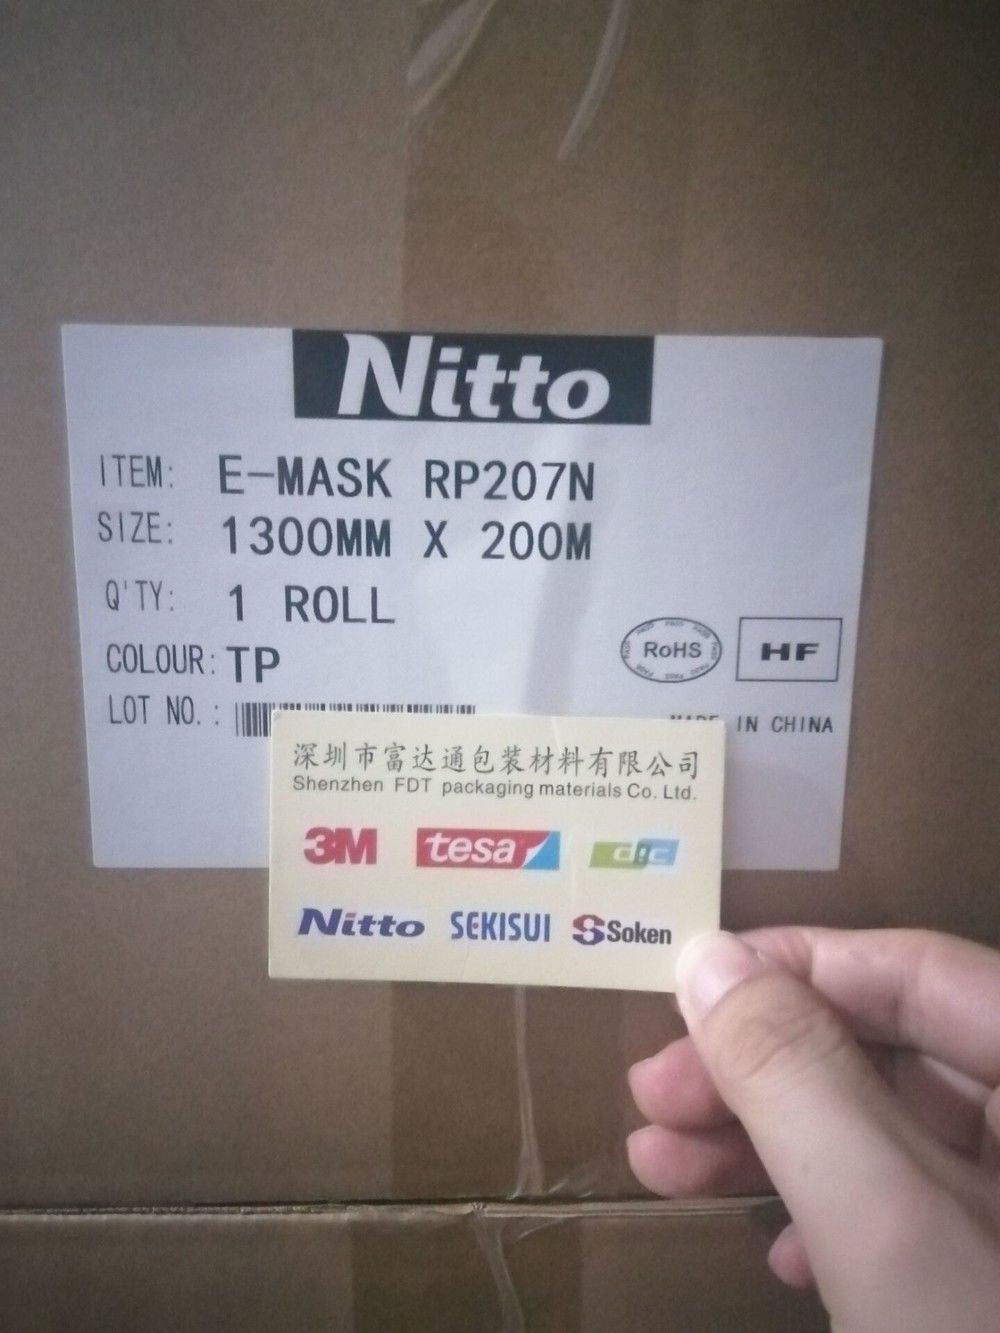 Nitto
ITEM: E-MASK RP207N
SIZE: 1300MM X 200M
Q'TY: 1 ROLL
COLOUR: TP
RoHS HF
LOT NO. :
MADE IN CHINA
深圳市富达通包装材料有限公司
Shenzhen FDT packaging materials Co. Ltd.
3M tesa dic
Nitto SEKISUI Soken